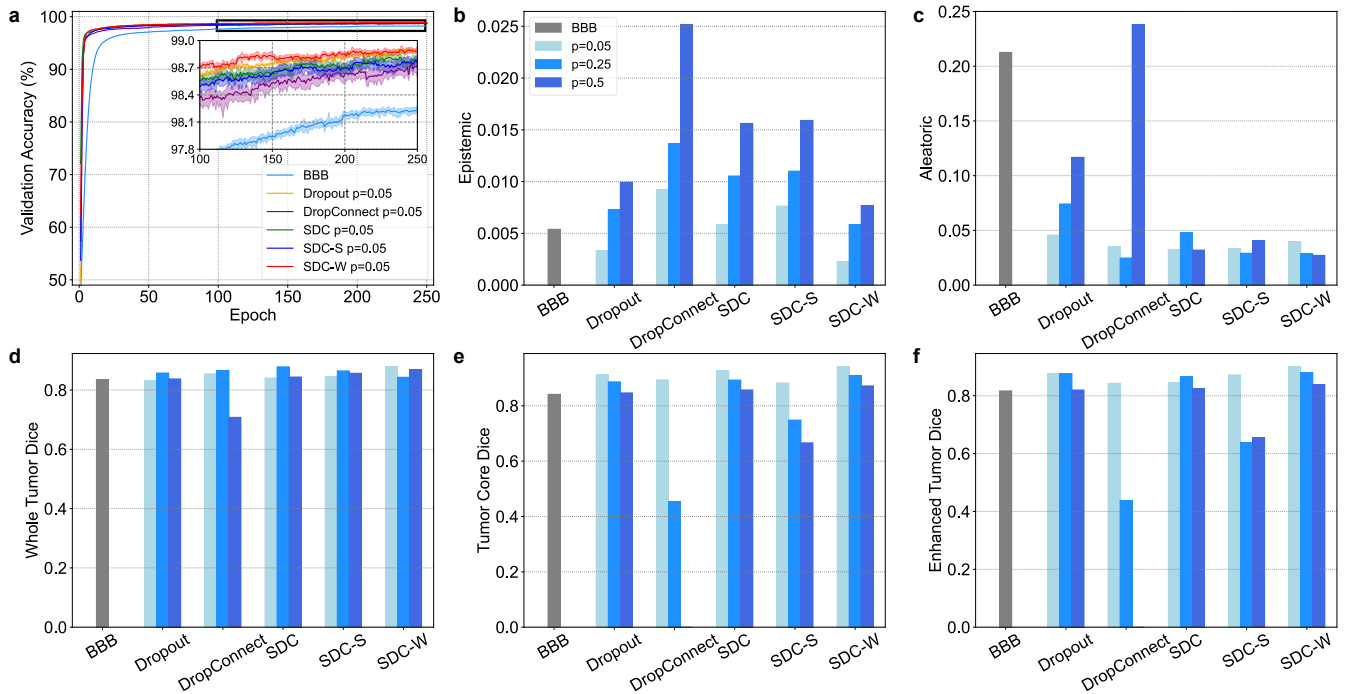 a
Validation Accuracy (%)
100
90
80
70
60
50
99.0
98.7
98.4
98.1
97.8
100
150
200
250
BBB
Dropout p=0.05
DropConnect p=0.05
SDC p=0.05
SDC-S p=0.05
SDC-W p=0.05
0
50
100
150
200
250
Epoch
b
Epistemic
0.025
0.020
0.015
0.010
0.005
0.000
BBB
p=0.05
p=0.25
p=0.5
BBB
Dropout
DropConnect
SDC
SDC-S
SDC-W
c
Aleatoric
0.25
0.20
0.15
0.10
0.05
0.00
BBB
Dropout
DropConnect
SDC
SDC-S
SDC-W
d
Whole Tumor Dice
0.8
0.6
0.4
0.2
0.0
BBB
Dropout
DropConnect
SDC
SDC-S
SDC-W
e
Tumor Core Dice
0.8
0.6
0.4
0.2
0.0
BBB
Dropout
DropConnect
SDC
SDC-S
SDC-W
f
Enhanced Tumor Dice
0.8
0.6
0.4
0.2
0.0
BBB
Dropout
DropConnect
SDC
SDC-S
SDC-W